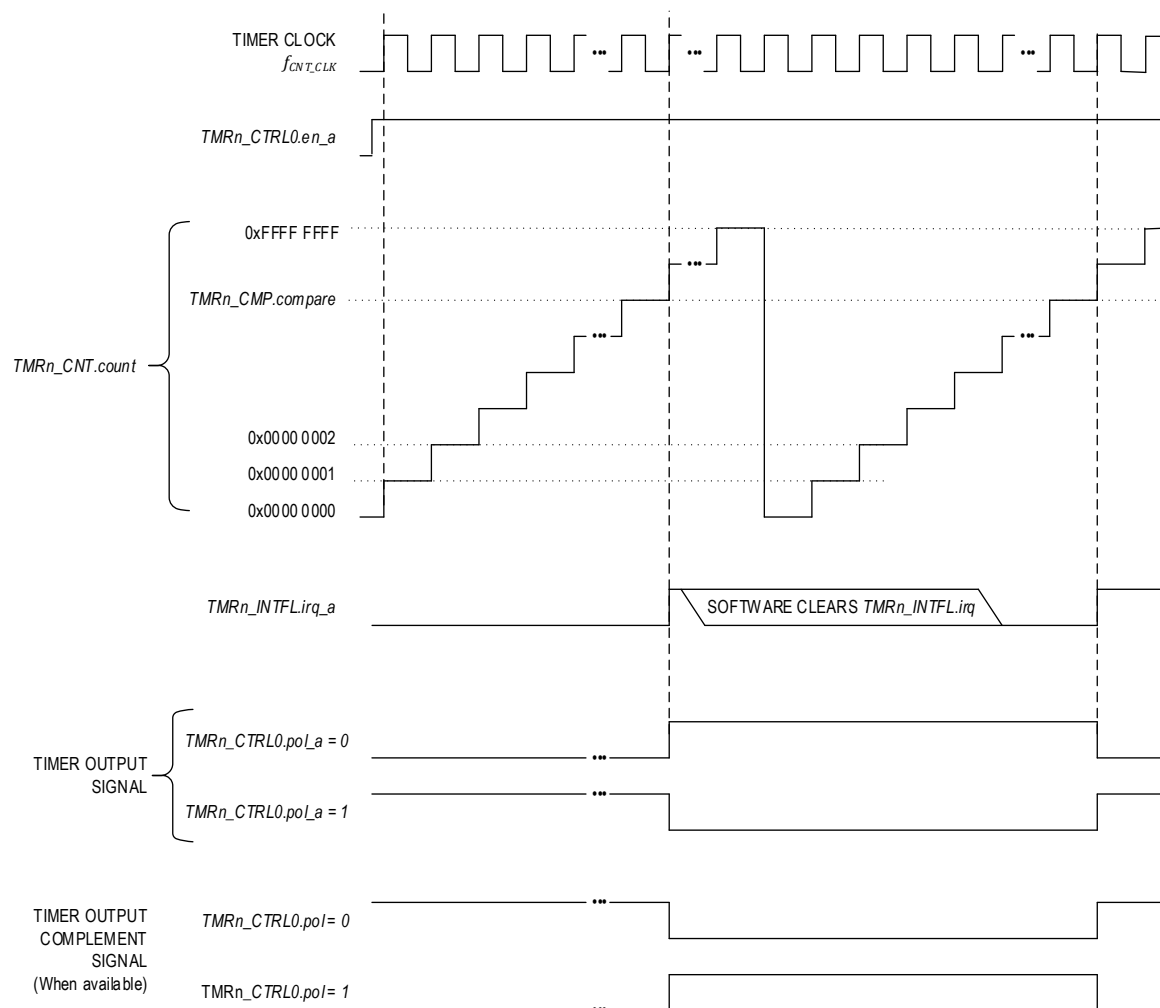 TIMER CLOCK
fCNT_CLK
TMRn_CTRL0.en_a
0xFFFF FFFF
TMRn_CMP.compare
TMRn_CNT.count
0x0000 0002
0x0000 0001
0x0000 0000
TMRn_INTFL.irq_a
SOFTWARE CLEARS TMRn_INTFL.irq
TIMER OUTPUT
SIGNAL
TMRn_CTRL0.pol_a = 0
TMRn_CTRL0.pol_a = 1
TIMER OUTPUT
COMPLEMENT
SIGNAL
(When available)
TMRn_CTRL0.pol= 0
TMRn_CTRL0.pol= 1